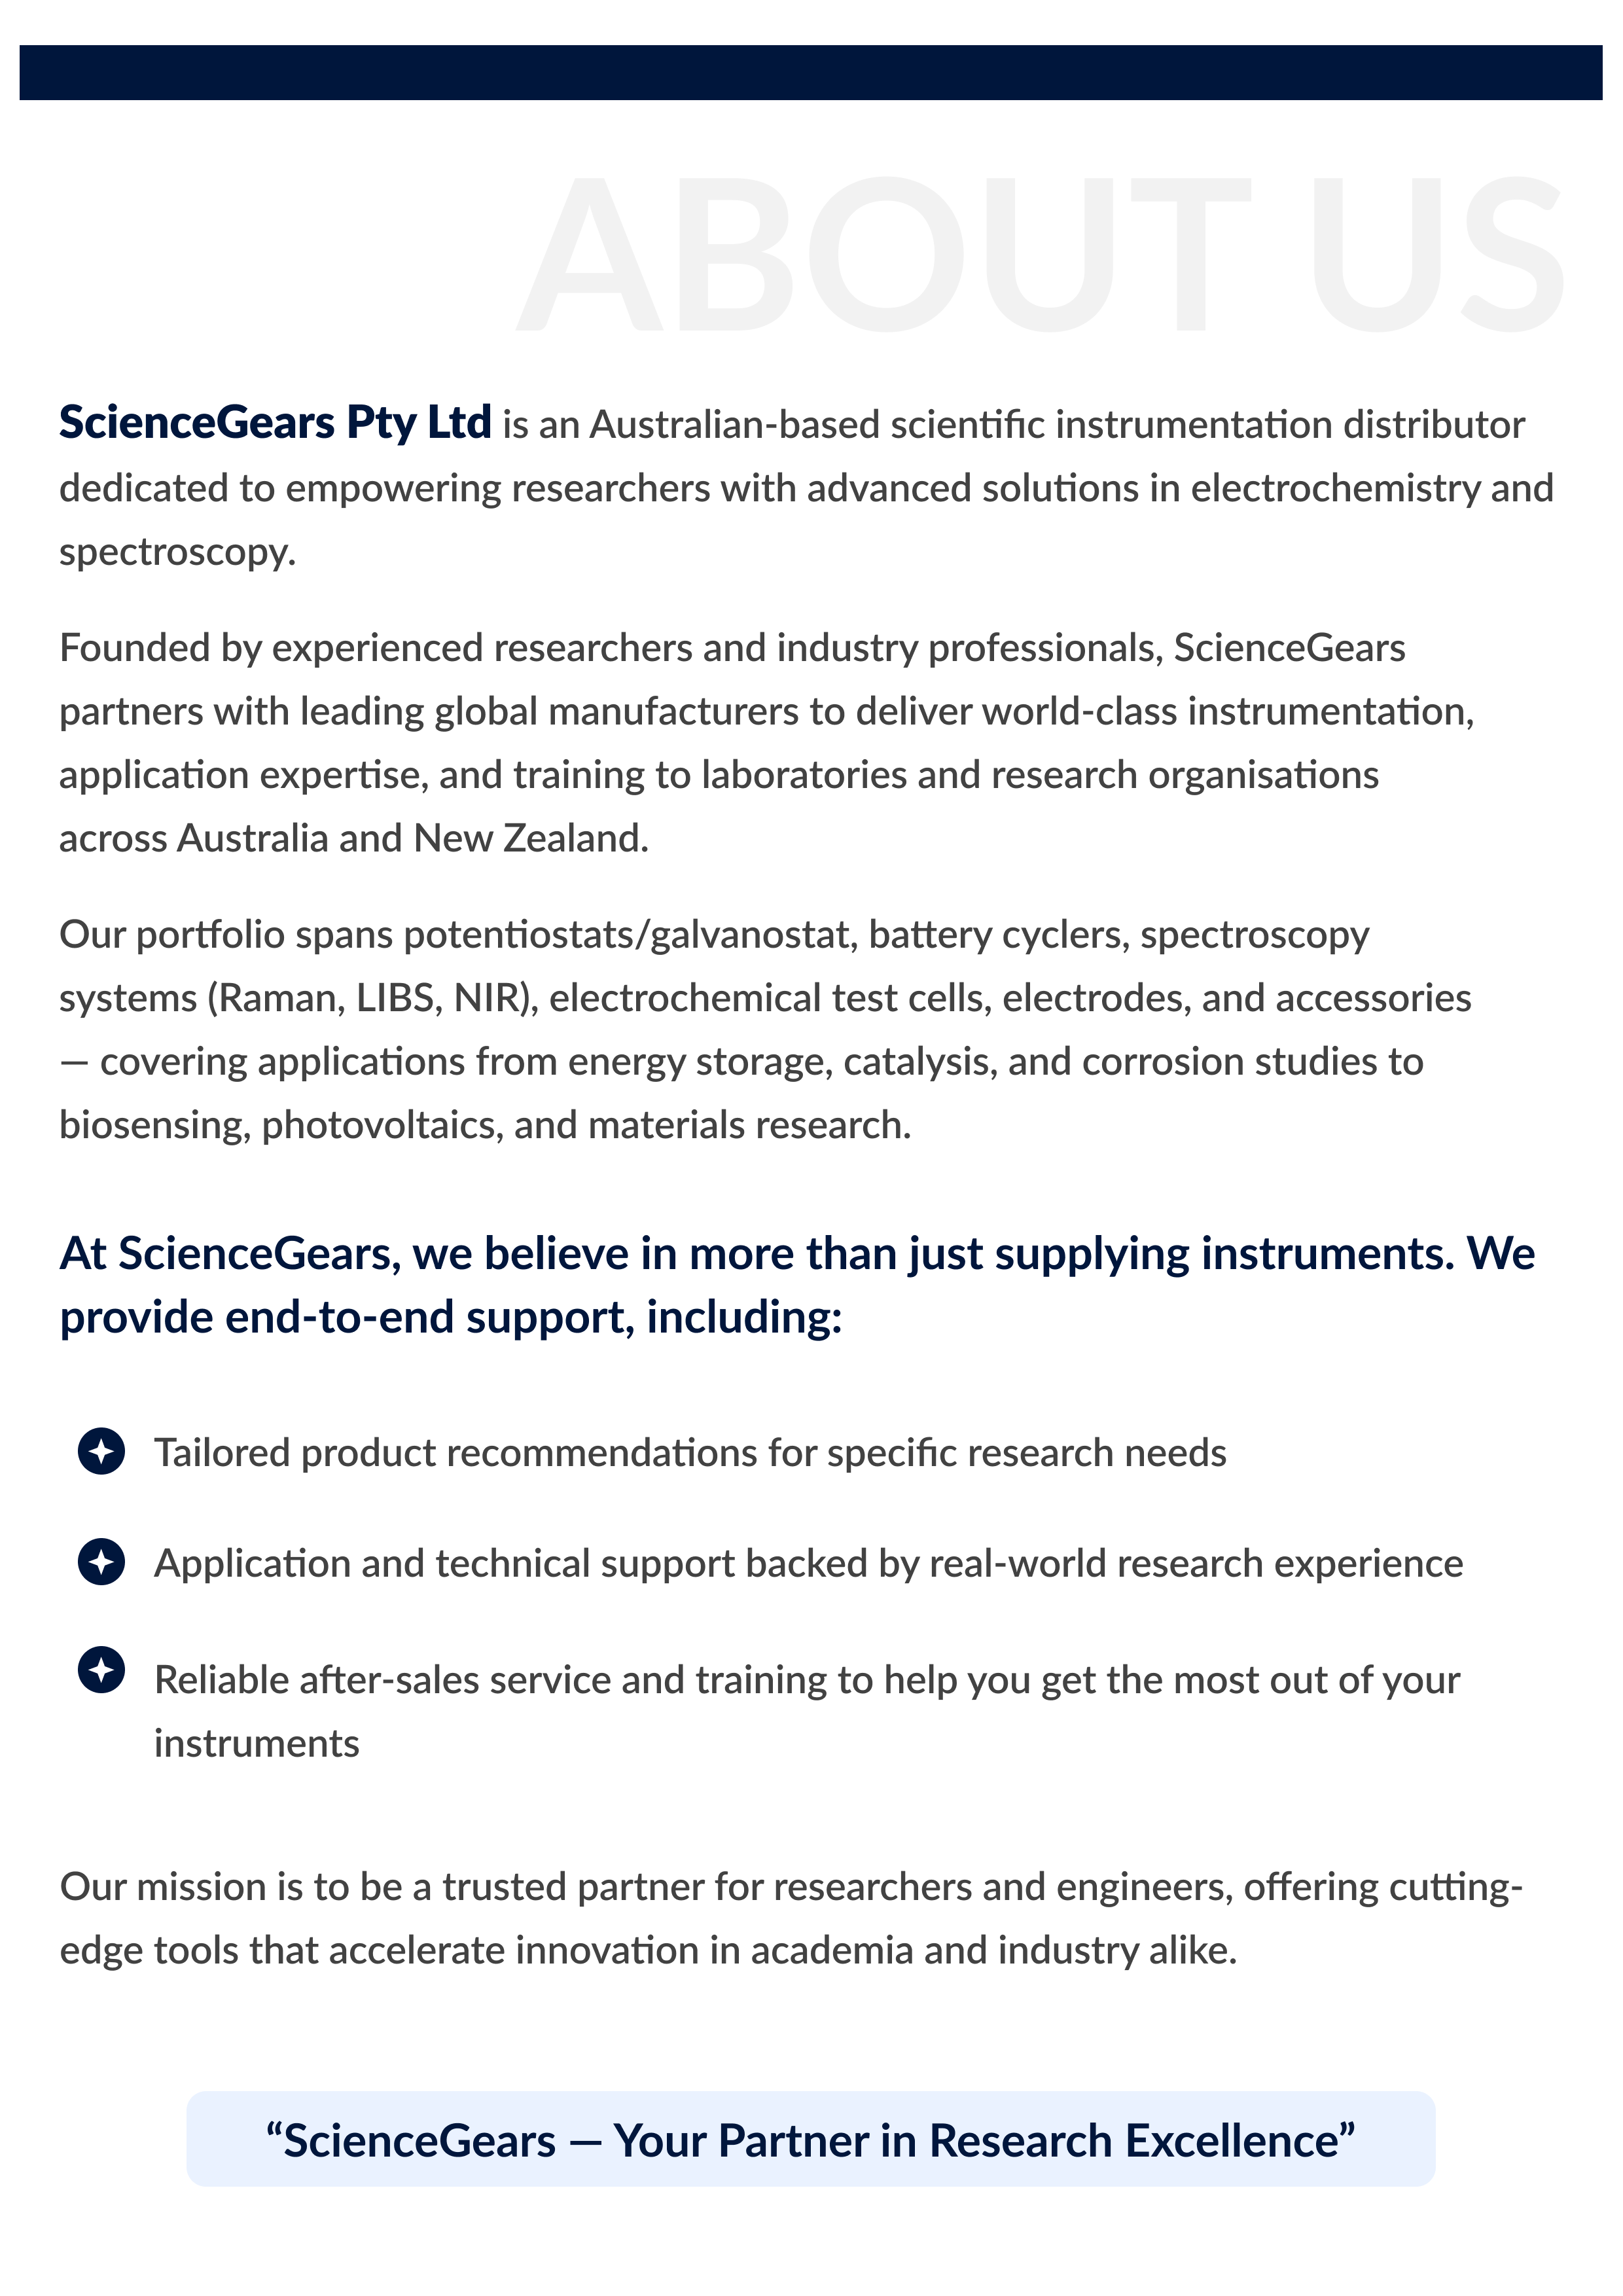 ABOUT US
ScienceGears Pty Ltd is an Australian-based scientific instrumentation distributor
dedicated to empowering researchers with advanced solutions in electrochemistry and
spectroscopy.
Founded by experienced researchers and industry professionals, ScienceGears
partners with leading global manufacturers to deliver world-class instrumentation,
application expertise, and training to laboratories and research organisations
across Australia and New Zealand.
Our portfolio spans potentiostats/galvanostat, battery cyclers, spectroscopy
systems (Raman, LIBS, NIR), electrochemical test cells, electrodes, and accessories
— covering applications from energy storage, catalysis, and corrosion studies to
biosensing, photovoltaics, and materials research.
At ScienceGears, we believe in more than just supplying instruments. We
provide end-to-end support, including:
Tailored product recommendations for specific research needs
Application and technical support backed by real-world research experience
Reliable after-sales service and training to help you get the most out of your
instruments
Our mission is to be a trusted partner for researchers and engineers, offering cutting-
edge tools that accelerate innovation in academia and industry alike.
“ScienceGears — Your Partner in Research Excellence”